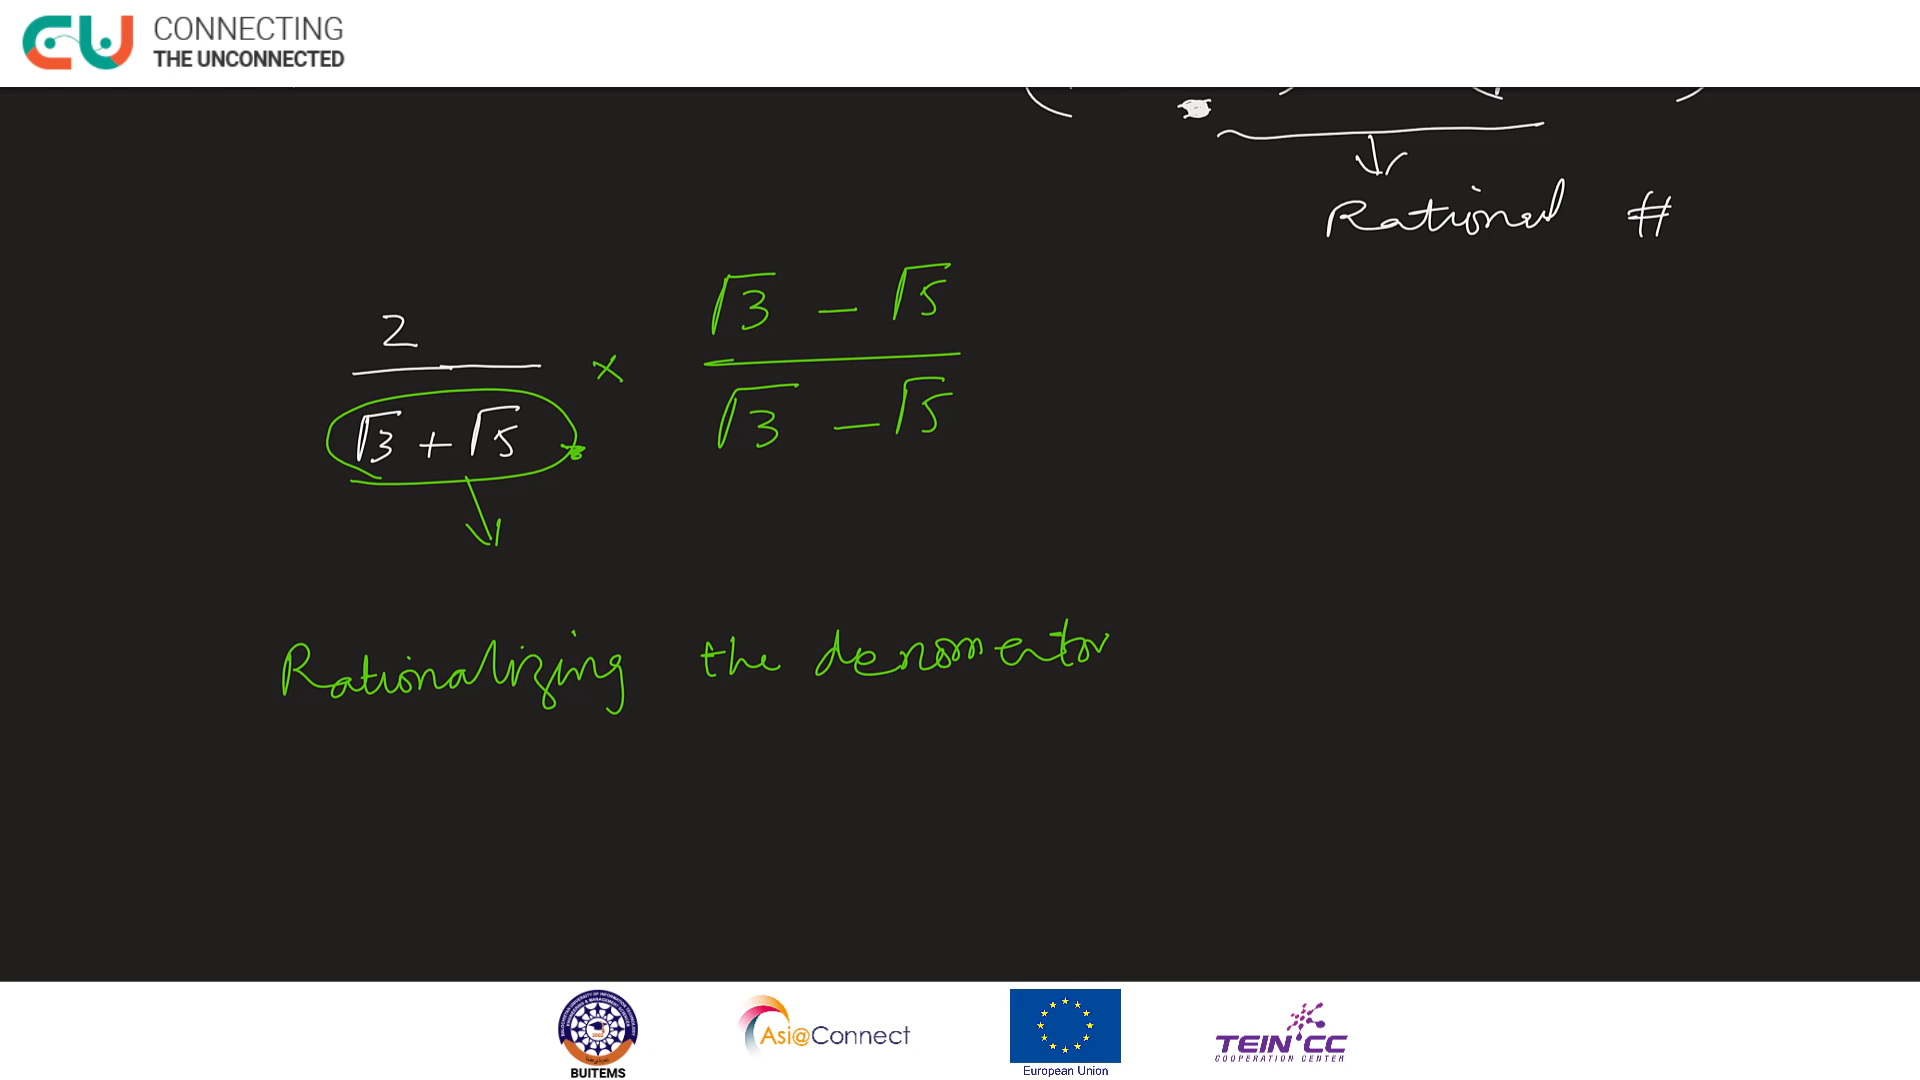 CONNECTING
THE UNCONNECTED
Rational #
2
√3 + √5
×
√3 - √5
√3 - √5
Rationalizing the denomentor
BUITEMS
Asi@Connect
European Union
TEIN*CC
COOPERATION CENTER